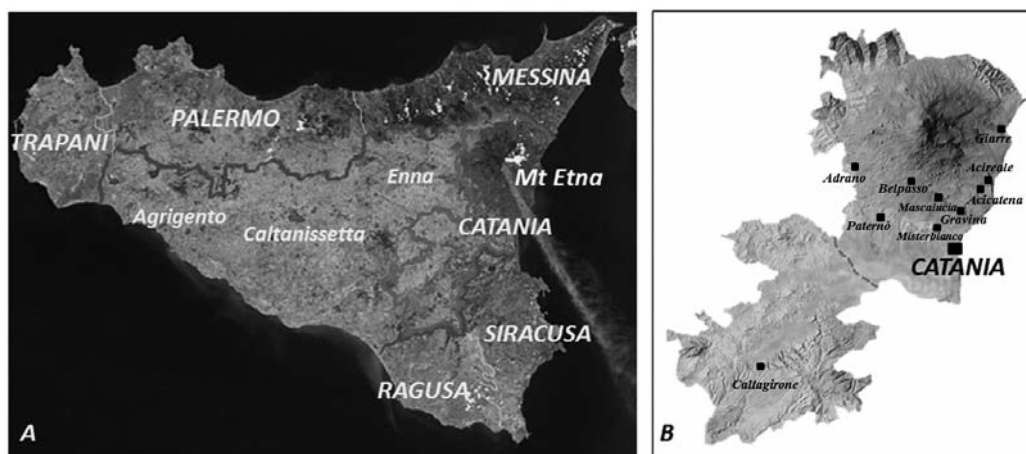 MESSINA
PALERMO
TRAPANI
Enna
Mt Etna
Agrigento
Caltanissetta
CATANIA
SIRACUSA
RAGUSA
A
Giarre
Adrano
Acireale
Belpasso
Acicatena
Mascalucia
Gravina
Paternò
Misterbianco
CATANIA
Caltagirone
B